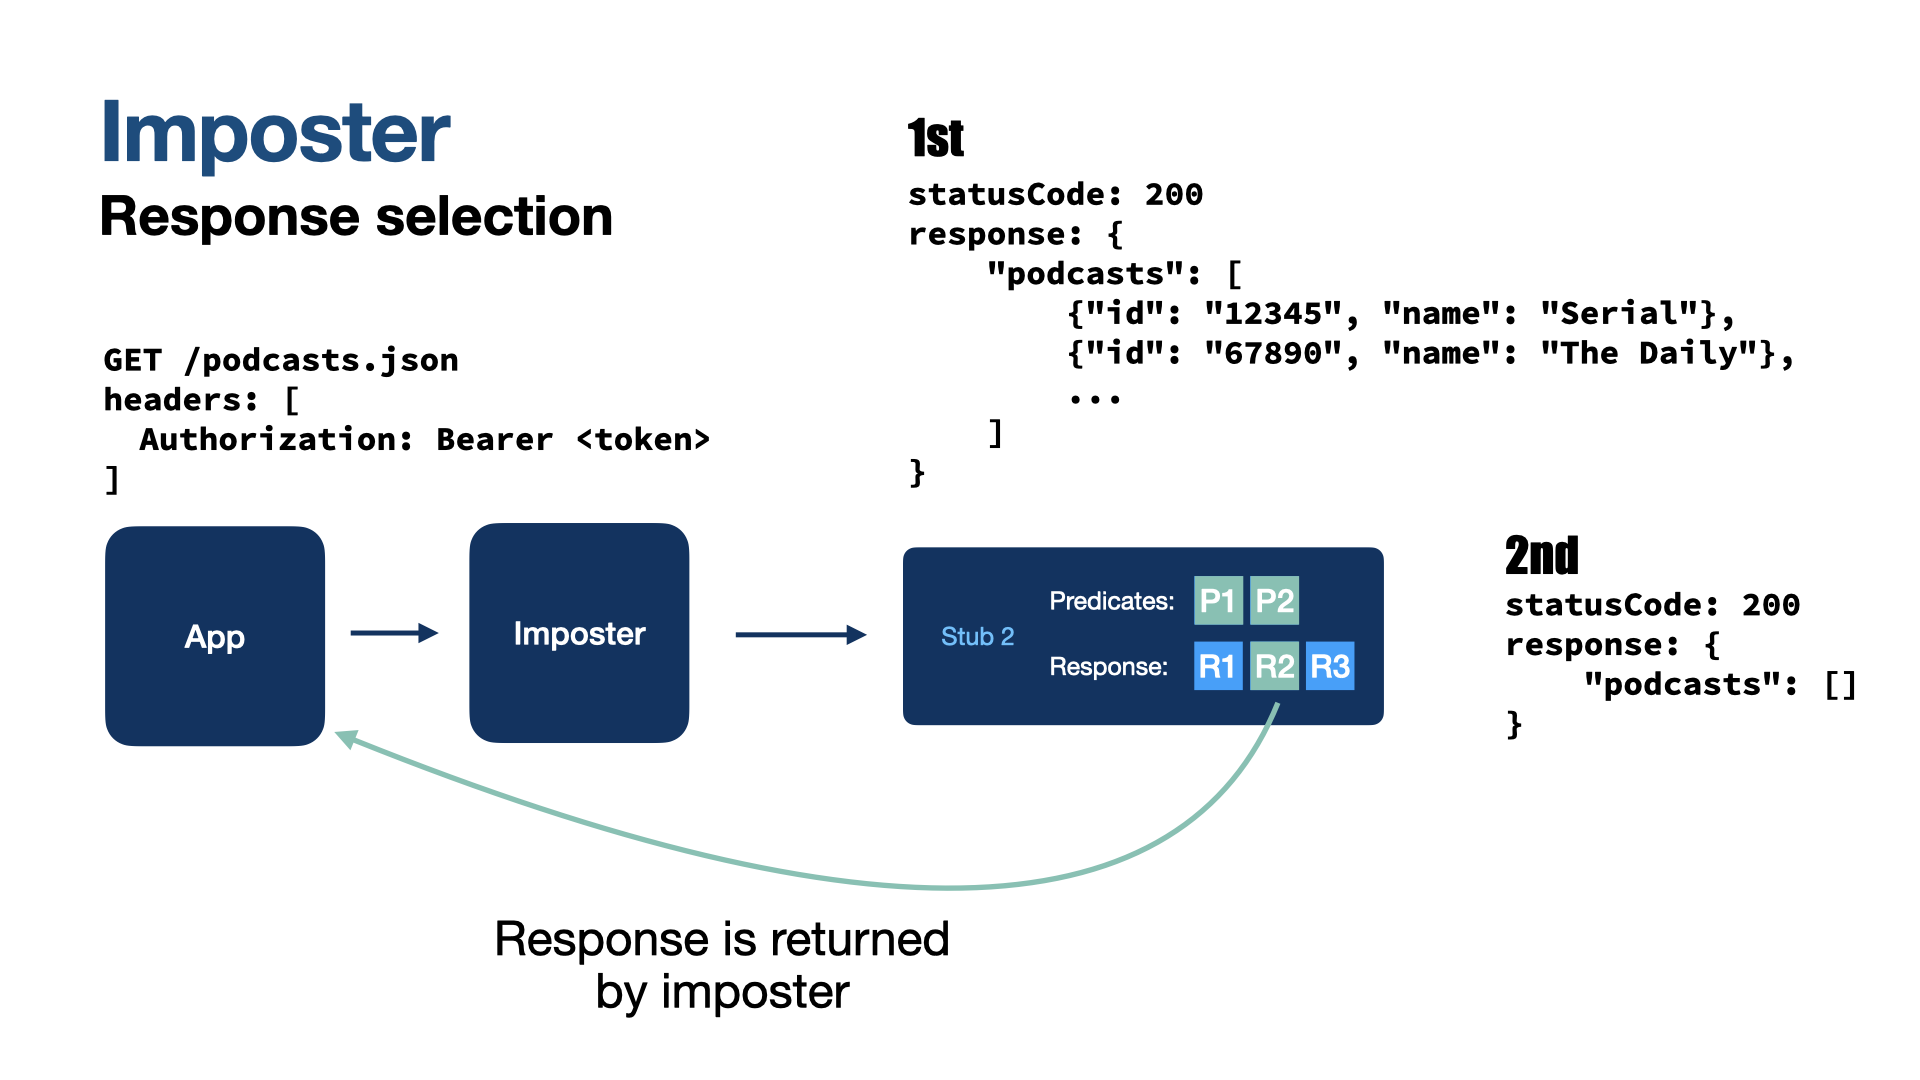 Imposter
Response selection
GET /podcasts.json
headers: [
  Authorization: Bearer <token>
]
1st
statusCode: 200
response: {
    "podcasts": [
        {"id": "12345", "name": "Serial"},
        {"id": "67890", "name": "The Daily"},
        ...
    ]
}
App
Imposter
Stub 2
Predicates: P1 P2
Response: R1 R2 R3
2nd
statusCode: 200
response: {
    "podcasts": []
}
Response is returned
by imposter